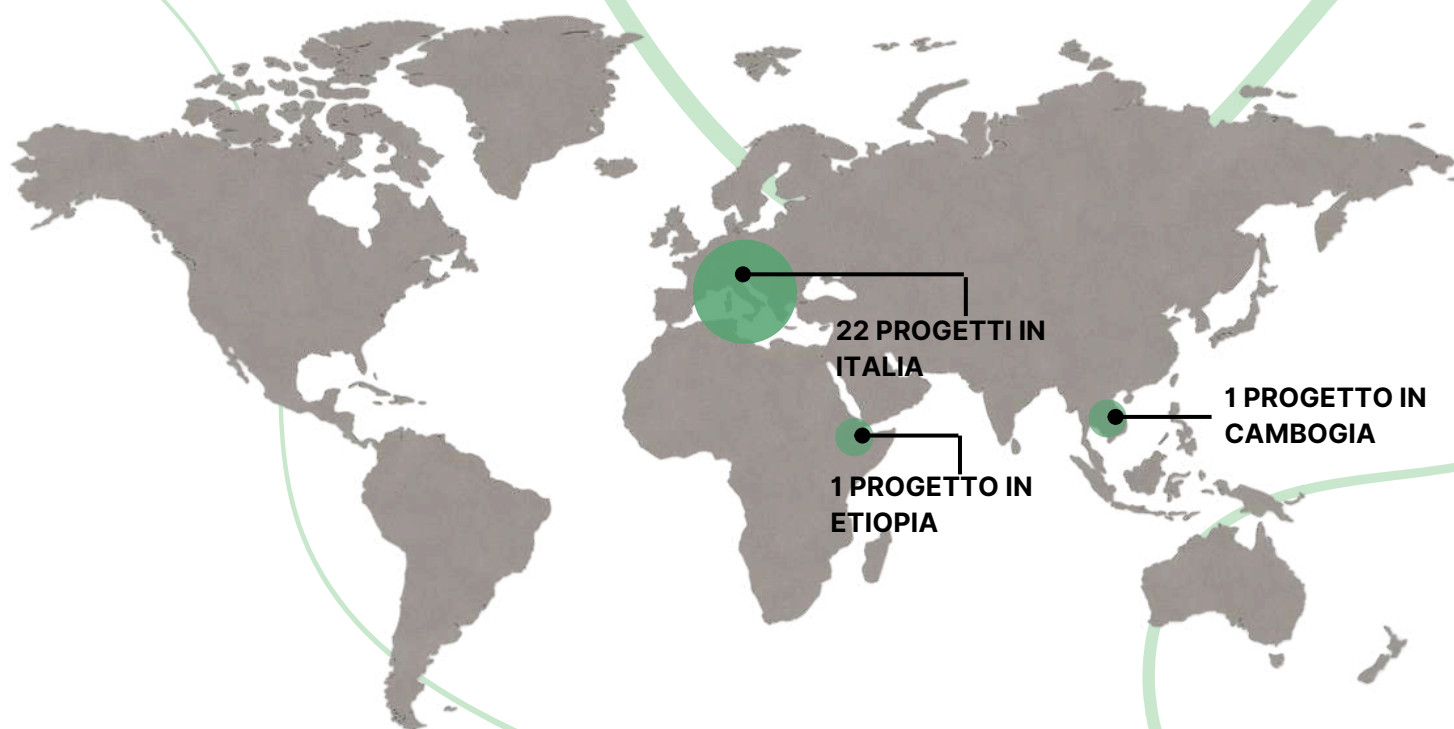 22 PROGETTI IN
ITALIA
1 PROGETTO IN
CAMBOGIA
1 PROGETTO IN
ETIOPIA